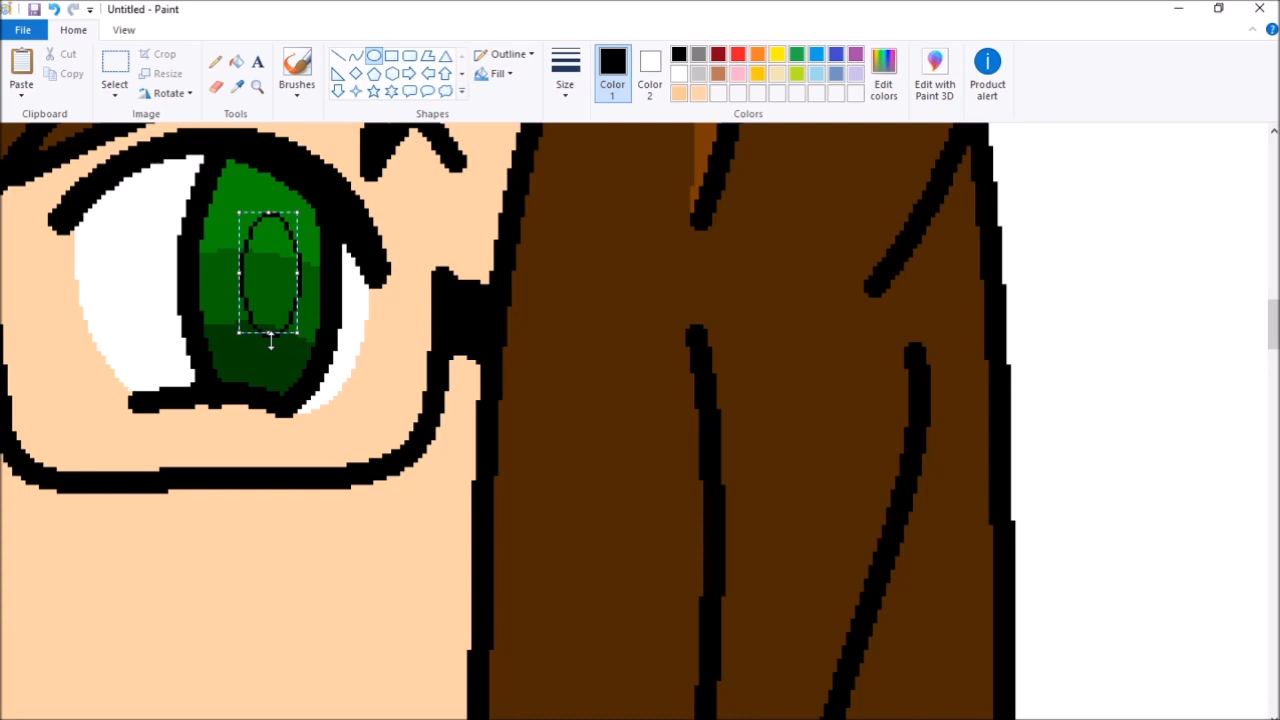 Untitled - Paint
File Home View
Paste
Cut
Copy
Clipboard
Select
Crop
Resize
Rotate
Image
A
Tools
Brushes
Outline
Fill
Shapes
Size
Color 1
Color 2
Edit colors
Colors
Edit with Paint 3D
Product alert